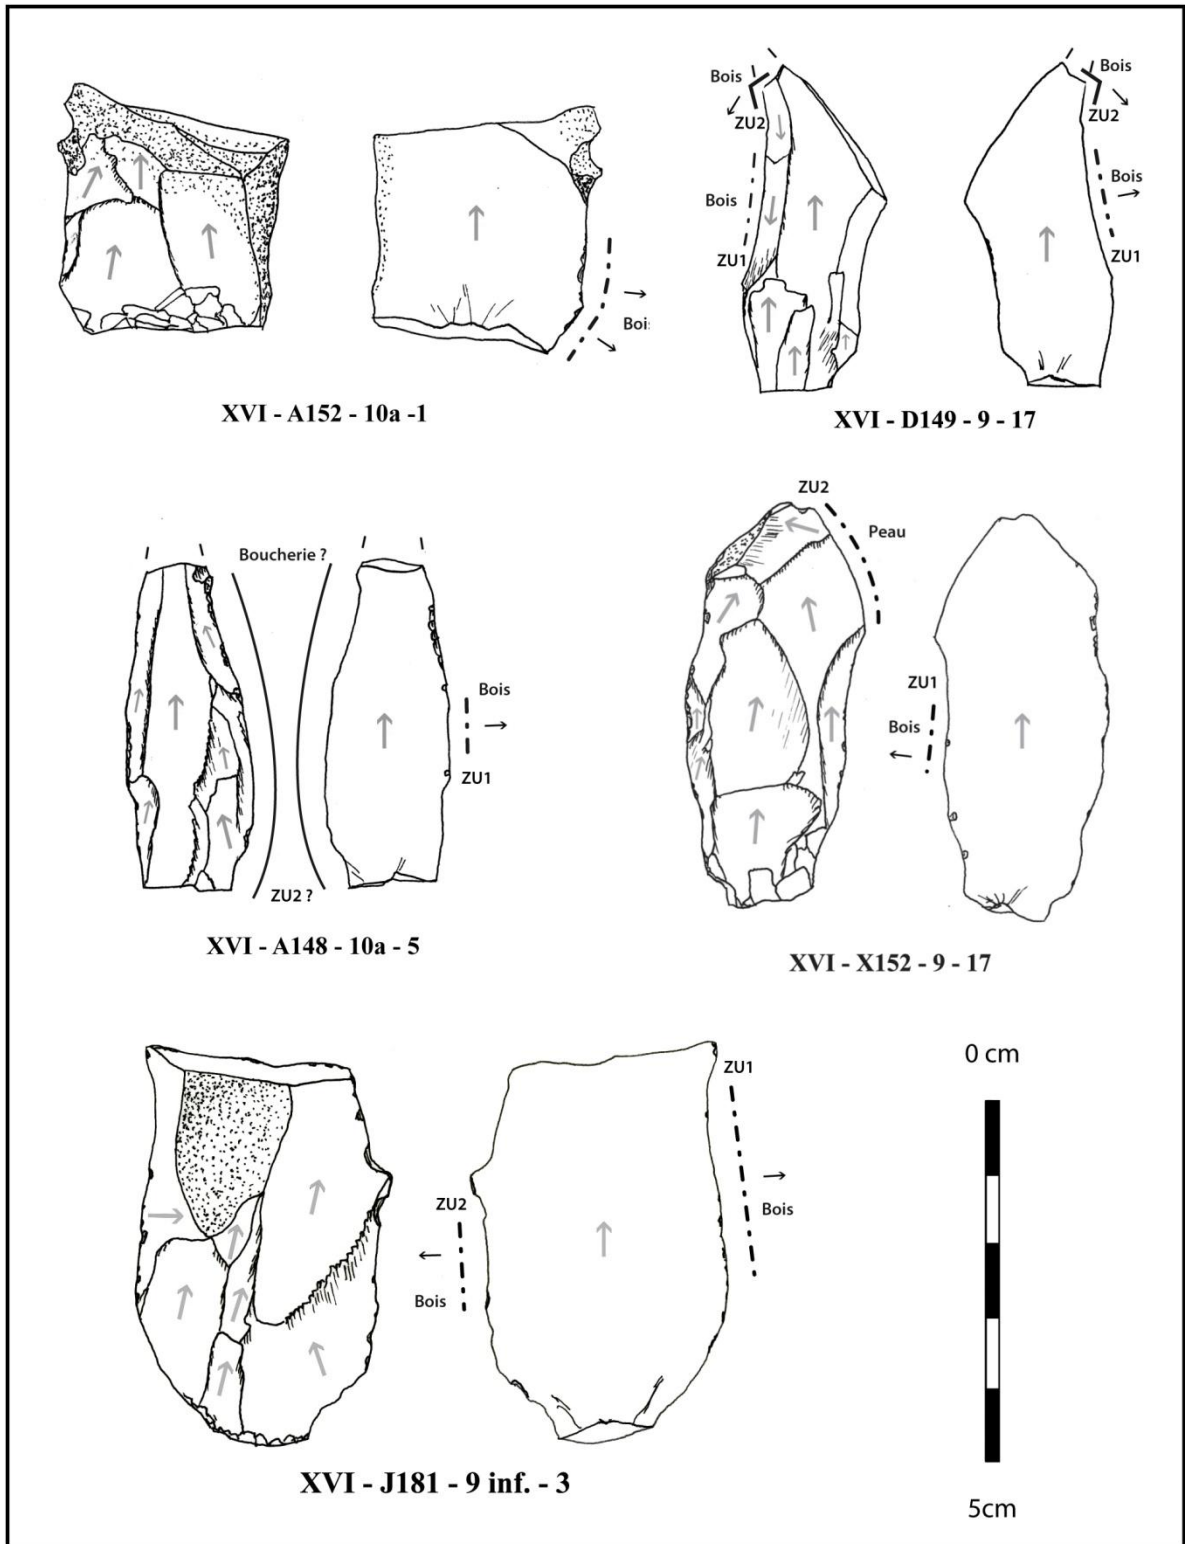 Bois
Bois:
XVI - A152 - 10a -1
Bois
ZU2
Bois
ZU1
Bois
ZU2
Bois
ZU1
XVI - D149 - 9 - 17
Boucherie ?
Bois
ZU1
ZU2 ?
XVI - A148 - 10a - 5
ZU2
Peau
ZU1
Bois
XVI - X152 - 9 - 17
ZU1
Bois
ZU2
Bois
XVI - J181 - 9 inf. - 3
0 cm
5cm